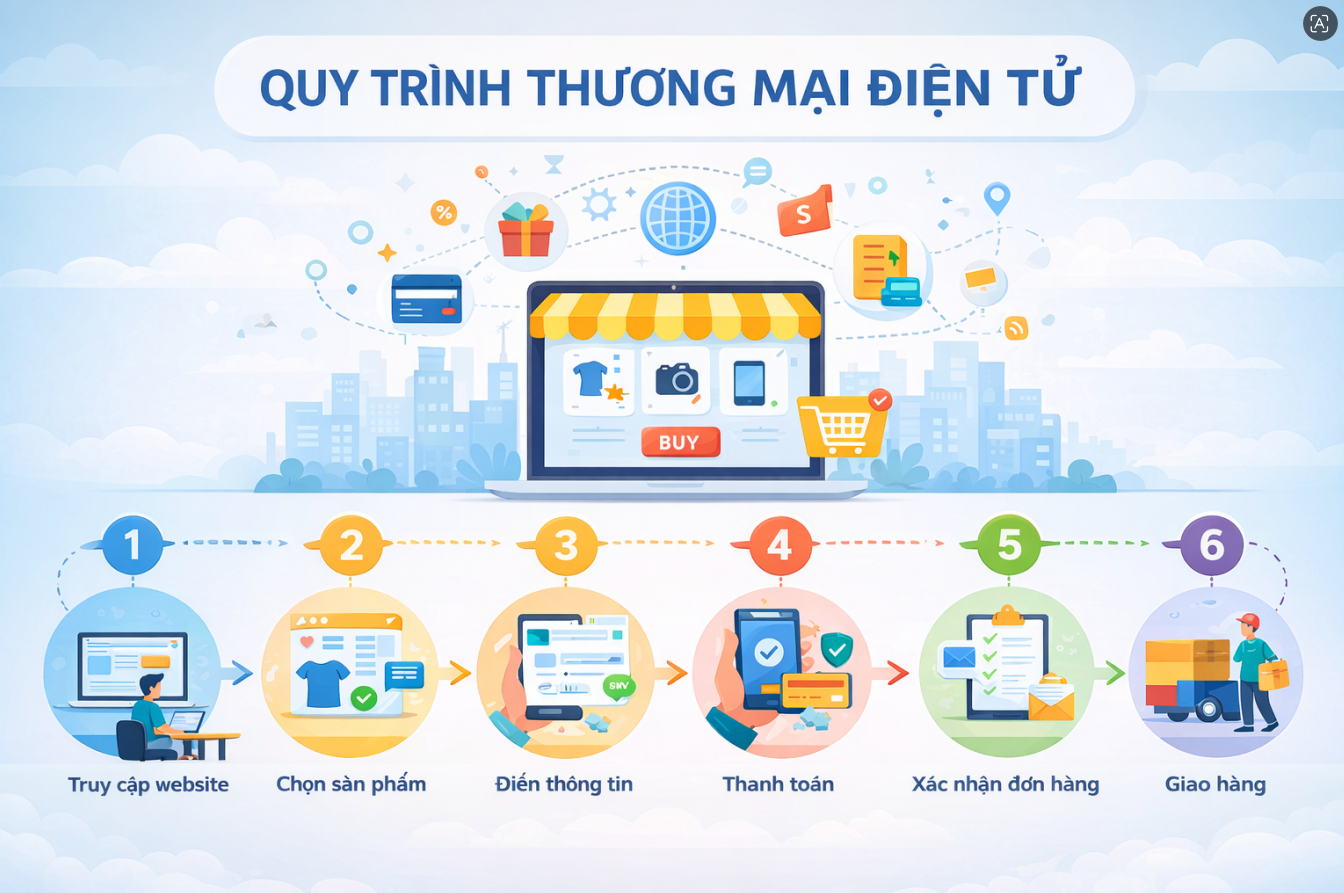 QUY TRÌNH THƯƠNG MẠI ĐIỆN TỬ
%
S
BUY
1
2
3
4
5
6
Truy cập website
Chọn sàn phấm
Điến thông tin
Thanh toán
Xác nhận đơn hàng
Giao hàng